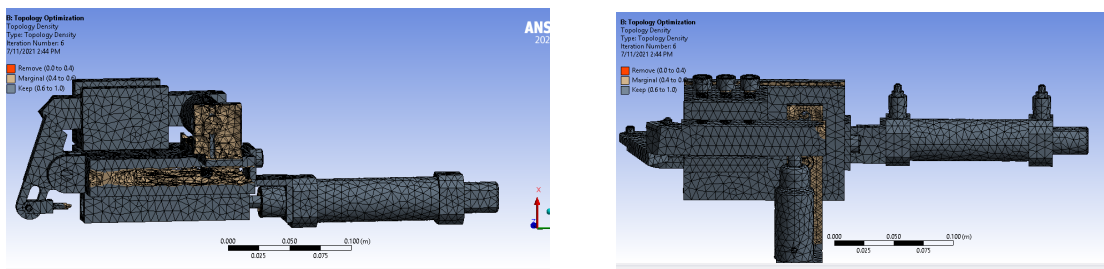 B: Topology Optimization
Topology Density
Type: Topology Density
Iteration Number: 6
7/11/2021 2:44 PM
Remove (0.0 to 0.4)
Marginal (0.4 to 0.6)
Keep (0.6 to 1.0)
ANS
202
X
0.000
0.050
0.100 (m)
0.025
0.075
B: Topology Optimization
Topology Density
Type: Topology Density
Iteration Number: 6
7/11/2021 2:44 PM
Remove (0.0 to 0.4)
Marginal (0.4 to 0.
Keep (0.6 to 1.0)
0.000
0.050
0.100 (m)
0.025
0.075